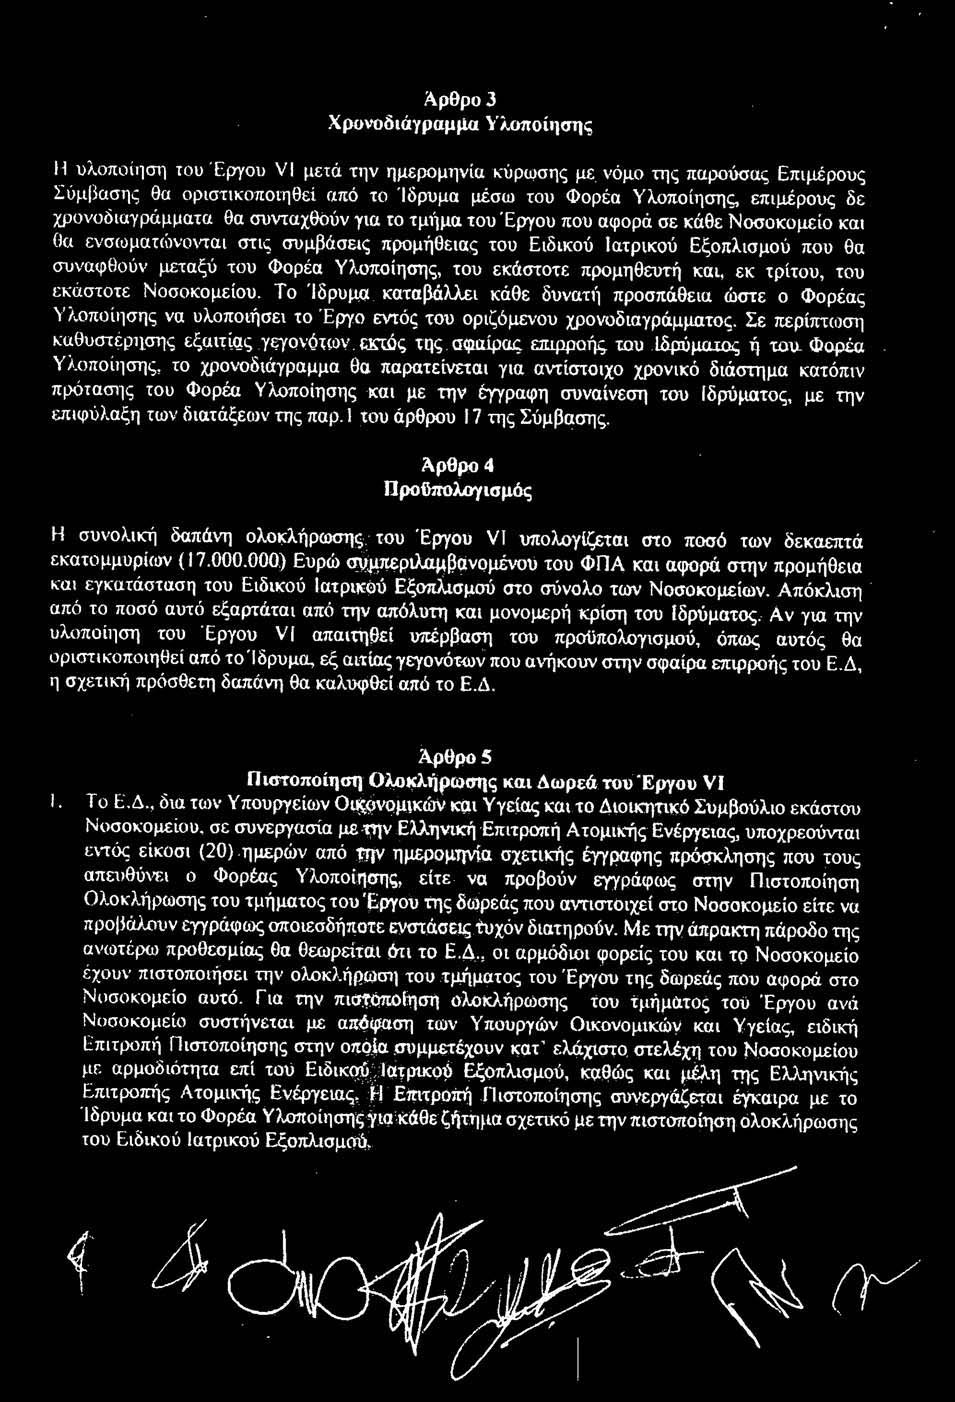 Άρθρο 3
Χρονοδιάγραμμα Υλοποίησης
Η υλοποίηση του Έργου VI μετά την ημερομηνία κύρωσης με νόμο της παρούσας Επιμέρους
Σύμβασης θα οριστικοποιηθεί από το Ίδρυμα μέσω του Φορέα Υλοποίησης, επιμέρους δε
χρονοδιαγράμματα θα συνταχθούν για το τμήμα του Έργου που αφορά σε κάθε Νοσοκομείο και
θα ενσωματώνονται στις συμβάσεις προμήθειας του Ειδικού Ιατρικού Εξοπλισμού που θα
συναφθούν μεταξύ του Φορέα Υλοποίησης, του εκάστοτε προμηθευτή και, εκ τρίτου, του
εκάστοτε Νοσοκομείου. Το Ίδρυμα καταβάλλει κάθε δυνατή προσπάθεια ώστε ο Φορέας
Υλοποίησης να υλοποιήσει το Έργο εντός του οριζόμενου χρονοδιαγράμματος. Σε περίπτωση
καθυστέρησης εξαιτίας γεγονότων εκτός της σφαίρας επιρροής του Ιδρύματος ή του Φορέα
Υλοποίησης, το χρονοδιάγραμμα θα παρατείνεται για αντίστοιχο χρονικό διάστημα κατόπιν
πρότασης του Φορέα Υλοποίησης και με την έγγραφη συναίνεση του Ιδρύματος, με την
επιφύλαξη των διατάξεων της παρ.1 του άρθρου 17 της Σύμβασης.
Άρθρο 4
Προϋπολογισμός
Η συνολική δαπάνη ολοκλήρωσης του Έργου VI υπολογίζεται στο ποσό των δεκαεπτά
εκατομμυρίων (17.000.000) Ευρώ συμπεριλαμβανομένου του ΦΠΑ και αφορά στην προμήθεια
και εγκατάσταση του Ειδικού Ιατρικού Εξοπλισμού στο σύνολο των Νοσοκομείων. Απόκλιση
από το ποσό αυτό εξαρτάται από την απόλυτη και μονομερή κρίση του Ιδρύματος. Αν για την
υλοποίηση του Έργου VI απαιτηθεί υπέρβαση του προϋπολογισμού, όπως αυτός θα
οριστικοποιηθεί από το Ίδρυμα, εξ αιτίας γεγονότων που ανήκουν στην σφαίρα επιρροής του Ε.Δ,
η σχετική πρόσθετη δαπάνη θα καλυφθεί από το Ε.Δ.
Άρθρο 5
Πιστοποίηση Ολοκλήρωσης και Δωρεά του Έργου VI
1. Το Ε.Δ., δια των Υπουργείων Οικονομικών και Υγείας και το Διοικητικό Συμβούλιο εκάστου
Νοσοκομείου, σε συνεργασία με την Ελληνική Επιτροπή Ατομικής Ενέργειας, υποχρεούνται
εντός είκοσι (20) ημερών από την ημερομηνία σχετικής έγγραφης πρόσκλησης που τους
απευθύνει ο Φορέας Υλοποίησης, είτε να προβούν εγγράφως στην Πιστοποίηση
Ολοκλήρωσης του τμήματος του Έργου της δωρεάς που αντιστοιχεί στο Νοσοκομείο είτε να
προβάλουν εγγράφως οποιεσδήποτε ενστάσεις τυχόν διατηρούν. Με την άπρακτη πάροδο της
ανωτέρω προθεσμίας θα θεωρείται ότι το Ε.Δ., οι αρμόδιοι φορείς του και το Νοσοκομείο
έχουν πιστοποιήσει την ολοκλήρωση του τμήματος του Έργου της δωρεάς που αφορά στο
Νοσοκομείο αυτό. Για την πιστοποίηση ολοκλήρωσης του τμήματος του Έργου ανά
Νοσοκομείο συστήνεται με απόφαση των Υπουργών Οικονομικών και Υγείας, ειδική
Επιτροπή Πιστοποίησης στην οποία συμμετέχουν κατ' ελάχιστο στελέχη του Νοσοκομείου
με αρμοδιότητα επί του Ειδικού Ιατρικού Εξοπλισμού, καθώς και μέλη της Ελληνικής
Επιτροπής Ατομικής Ενέργειας. Η Επιτροπή Πιστοποίησης συνεργάζεται έγκαιρα με το
Ίδρυμα και το Φορέα Υλοποίησης για κάθε ζήτημα σχετικό με την πιστοποίηση ολοκλήρωσης
του Ειδικού Ιατρικού Εξοπλισμού.